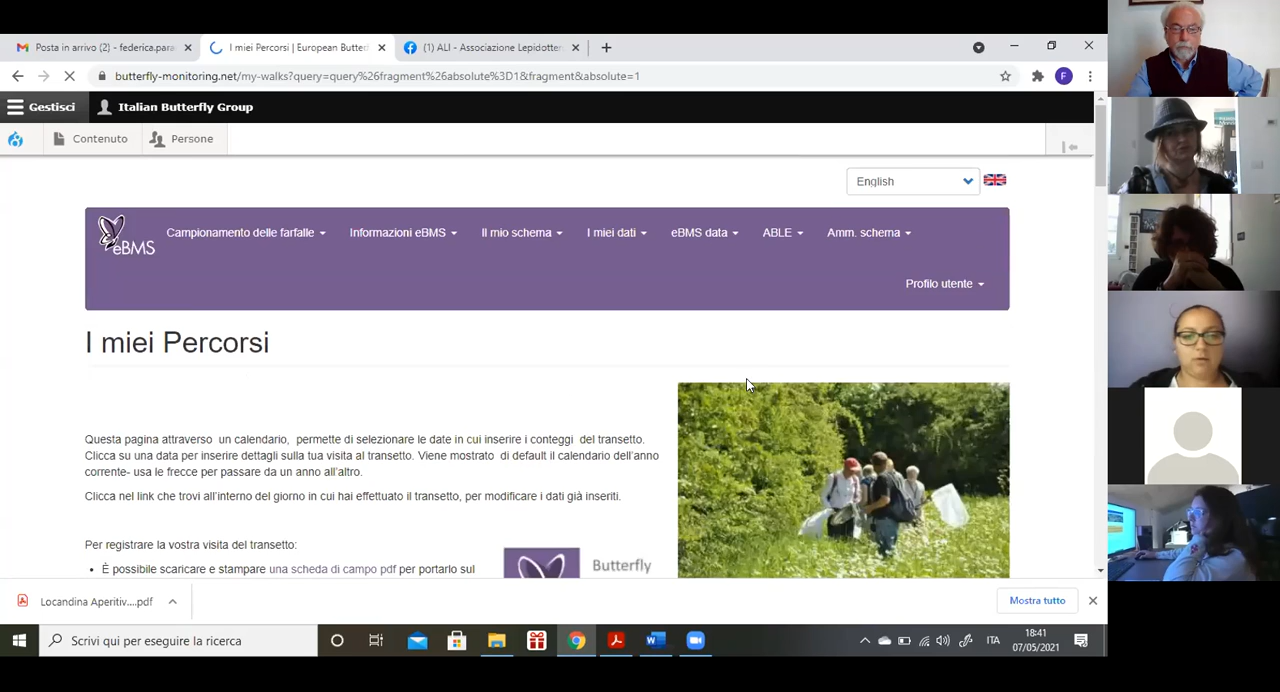 Posta in arrivo (2) - federica.para
I miei Percorsi | European Butterf
(1) ALI - Associazione Lepidotter
butterfly-monitoring.net/my-walks?query=query%26fragment%26absolute%3D1&fragment&absolute=1
F
Gestisci
Italian Butterfly Group
Contenuto
Persone
English
eBMS
Campionamento delle farfalle
Informazioni eBMS
Il mio schema
I miei dati
eBMS data
ABLE
Amm. schema
Profilo utente
I miei Percorsi
Questa pagina attraverso un calendario, permette di selezionare le date in cui inserire i conteggi del transetto.
Clicca su una data per inserire dettagli sulla tua visita al transetto. Viene mostrato di default il calendario dell'anno
corrente- usa le frecce per passare da un anno all'altro.
Clicca nel link che trovi all'interno del giorno in cui hai effettuato il transetto, per modificare i dati già inseriti.
Per registrare la vostra visita del transetto:
• È possibile scaricare e stampare una scheda di campo pdf per portarlo sul
Butterfly
Locandina Aperitiv....pdf
Mostra tutto
Scrivi qui per eseguire la ricerca
ITA
18:41
07/05/2021